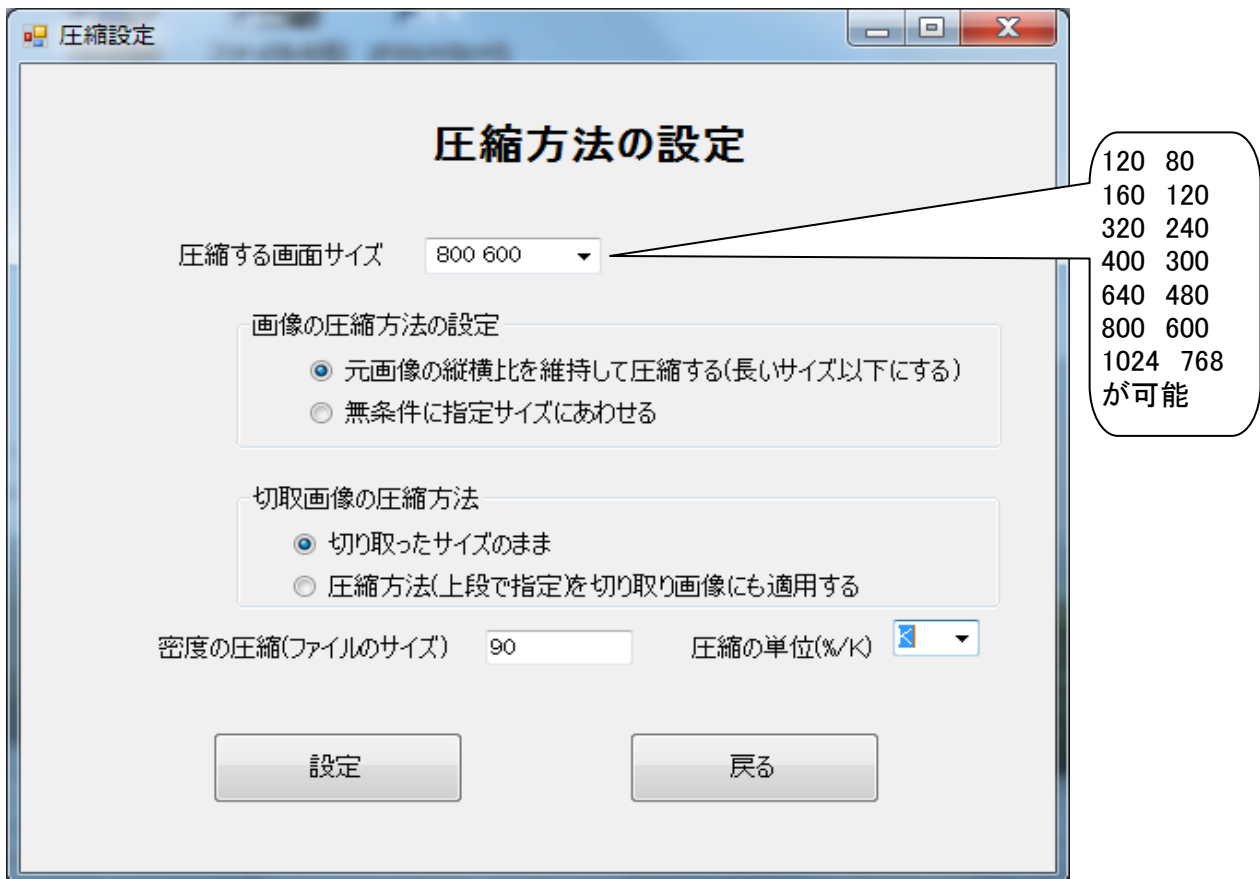 圧縮設定
圧縮方法の設定
圧縮する画面サイズ 800 600
120 80
160 120
320 240
400 300
640 480
800 600
1024 768
が可能
画像の圧縮方法の設定
元画像の縦横比を維持して圧縮する(長いサイズ以下にする)
無条件に指定サイズにあわせる
切取画像の圧縮方法
切り取ったサイズのまま
圧縮方法(上段で指定)を切り取り画像にも適用する
密度の圧縮(ファイルのサイズ) 90 圧縮の単位(%/K) K
設定 戻る